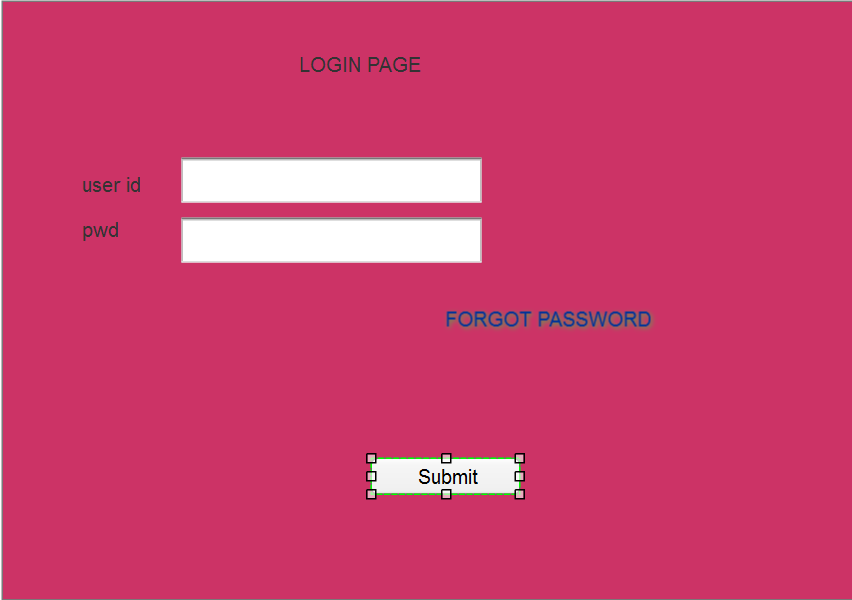 LOGIN PAGE
user id
pwd
FORGOT PASSWORD
Submit